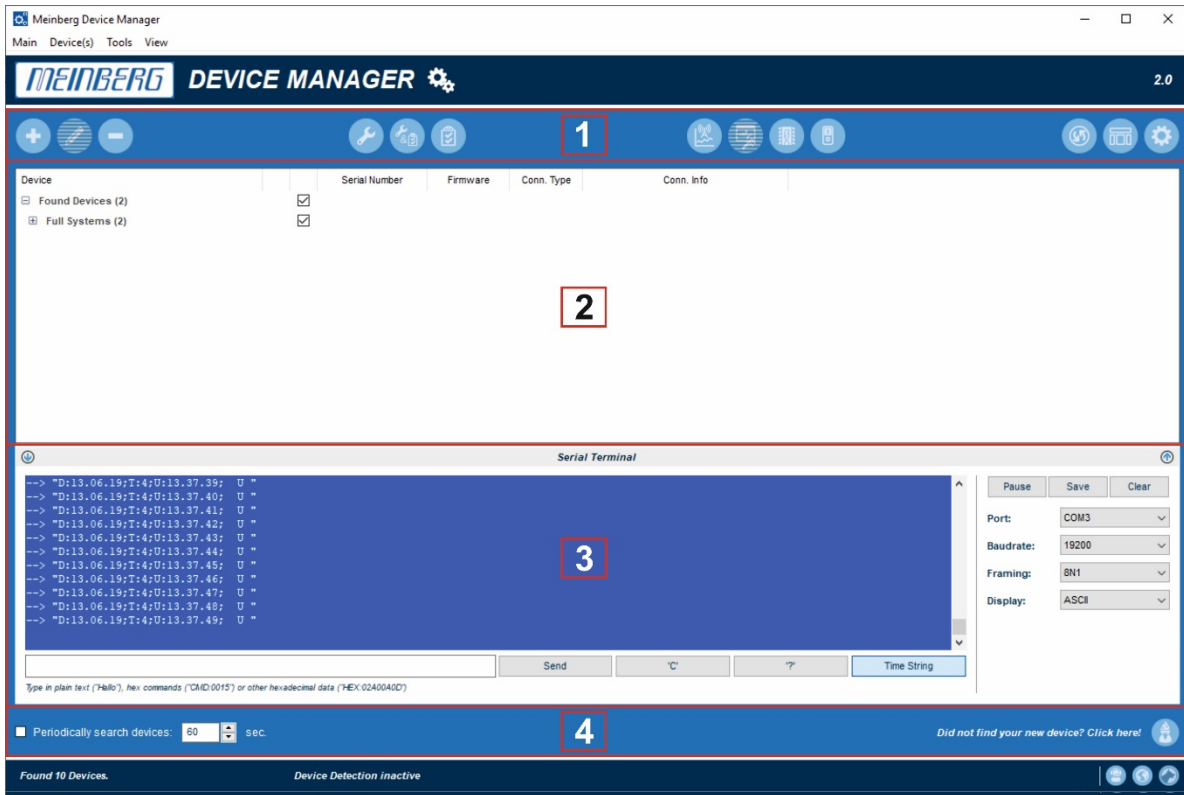 Meinberg Device Manager
Main Device(s) Tools View
MEINBERG DEVICE MANAGER 2.0
1
Device Serial Number Firmware Conn. Type Conn. Info
Found Devices (2)
Full Systems (2)
2
Serial Terminal
--> "D:13.06.19;T:4;U:13.37.39;  U "
--> "D:13.06.19;T:4;U:13.37.40;  U "
--> "D:13.06.19;T:4;U:13.37.41;  U "
--> "D:13.06.19;T:4;U:13.37.42;  U "
--> "D:13.06.19;T:4;U:13.37.43;  U "
--> "D:13.06.19;T:4;U:13.37.44;  U "
--> "D:13.06.19;T:4;U:13.37.45;  U "
--> "D:13.06.19;T:4;U:13.37.46;  U "
--> "D:13.06.19;T:4;U:13.37.47;  U "
--> "D:13.06.19;T:4;U:13.37.48;  U "
--> "D:13.06.19;T:4;U:13.37.49;  U "
3
Pause Save Clear
Port: COM3
Baudrate: 19200
Framing: 8N1
Display: ASCII
Send 'C' '?' Time String
Type in plain text ("Hallo"), hex commands ("CMD:0015") or other hexadecimal data ("HEX:02A00A0D")
Periodically search devices: 60 sec.
4
Did not find your new device? Click here!
Found 10 Devices. Device Detection inactive